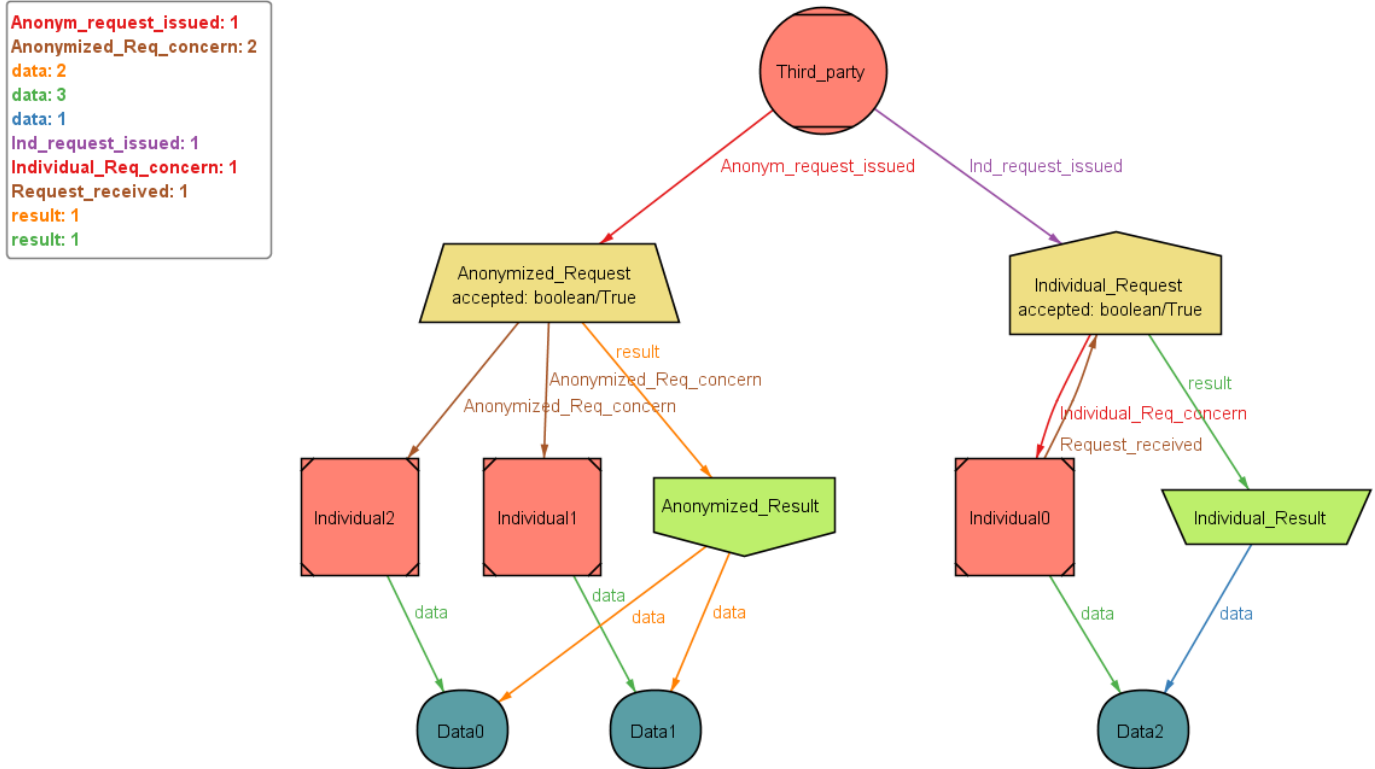 Anonym_request_issued: 1
Anonymized_Req_concern: 2
data: 2
data: 3
data: 1
Ind_request_issued: 1
Individual_Req_concern: 1
Request_received: 1
result: 1
result: 1
Third_party
Anonym_request_issued
Ind_request_issued
Anonymized_Request
accepted: boolean/True
Individual_Request
accepted: boolean/True
result
Anonymized_Req_concern
Anonymized_Req_concern
result
Individual_Req_concern
Request_received
Individual2
Individual1
Anonymized_Result
Individual0
Individual_Result
data
data
data
data
data
data
Data0
Data1
Data2